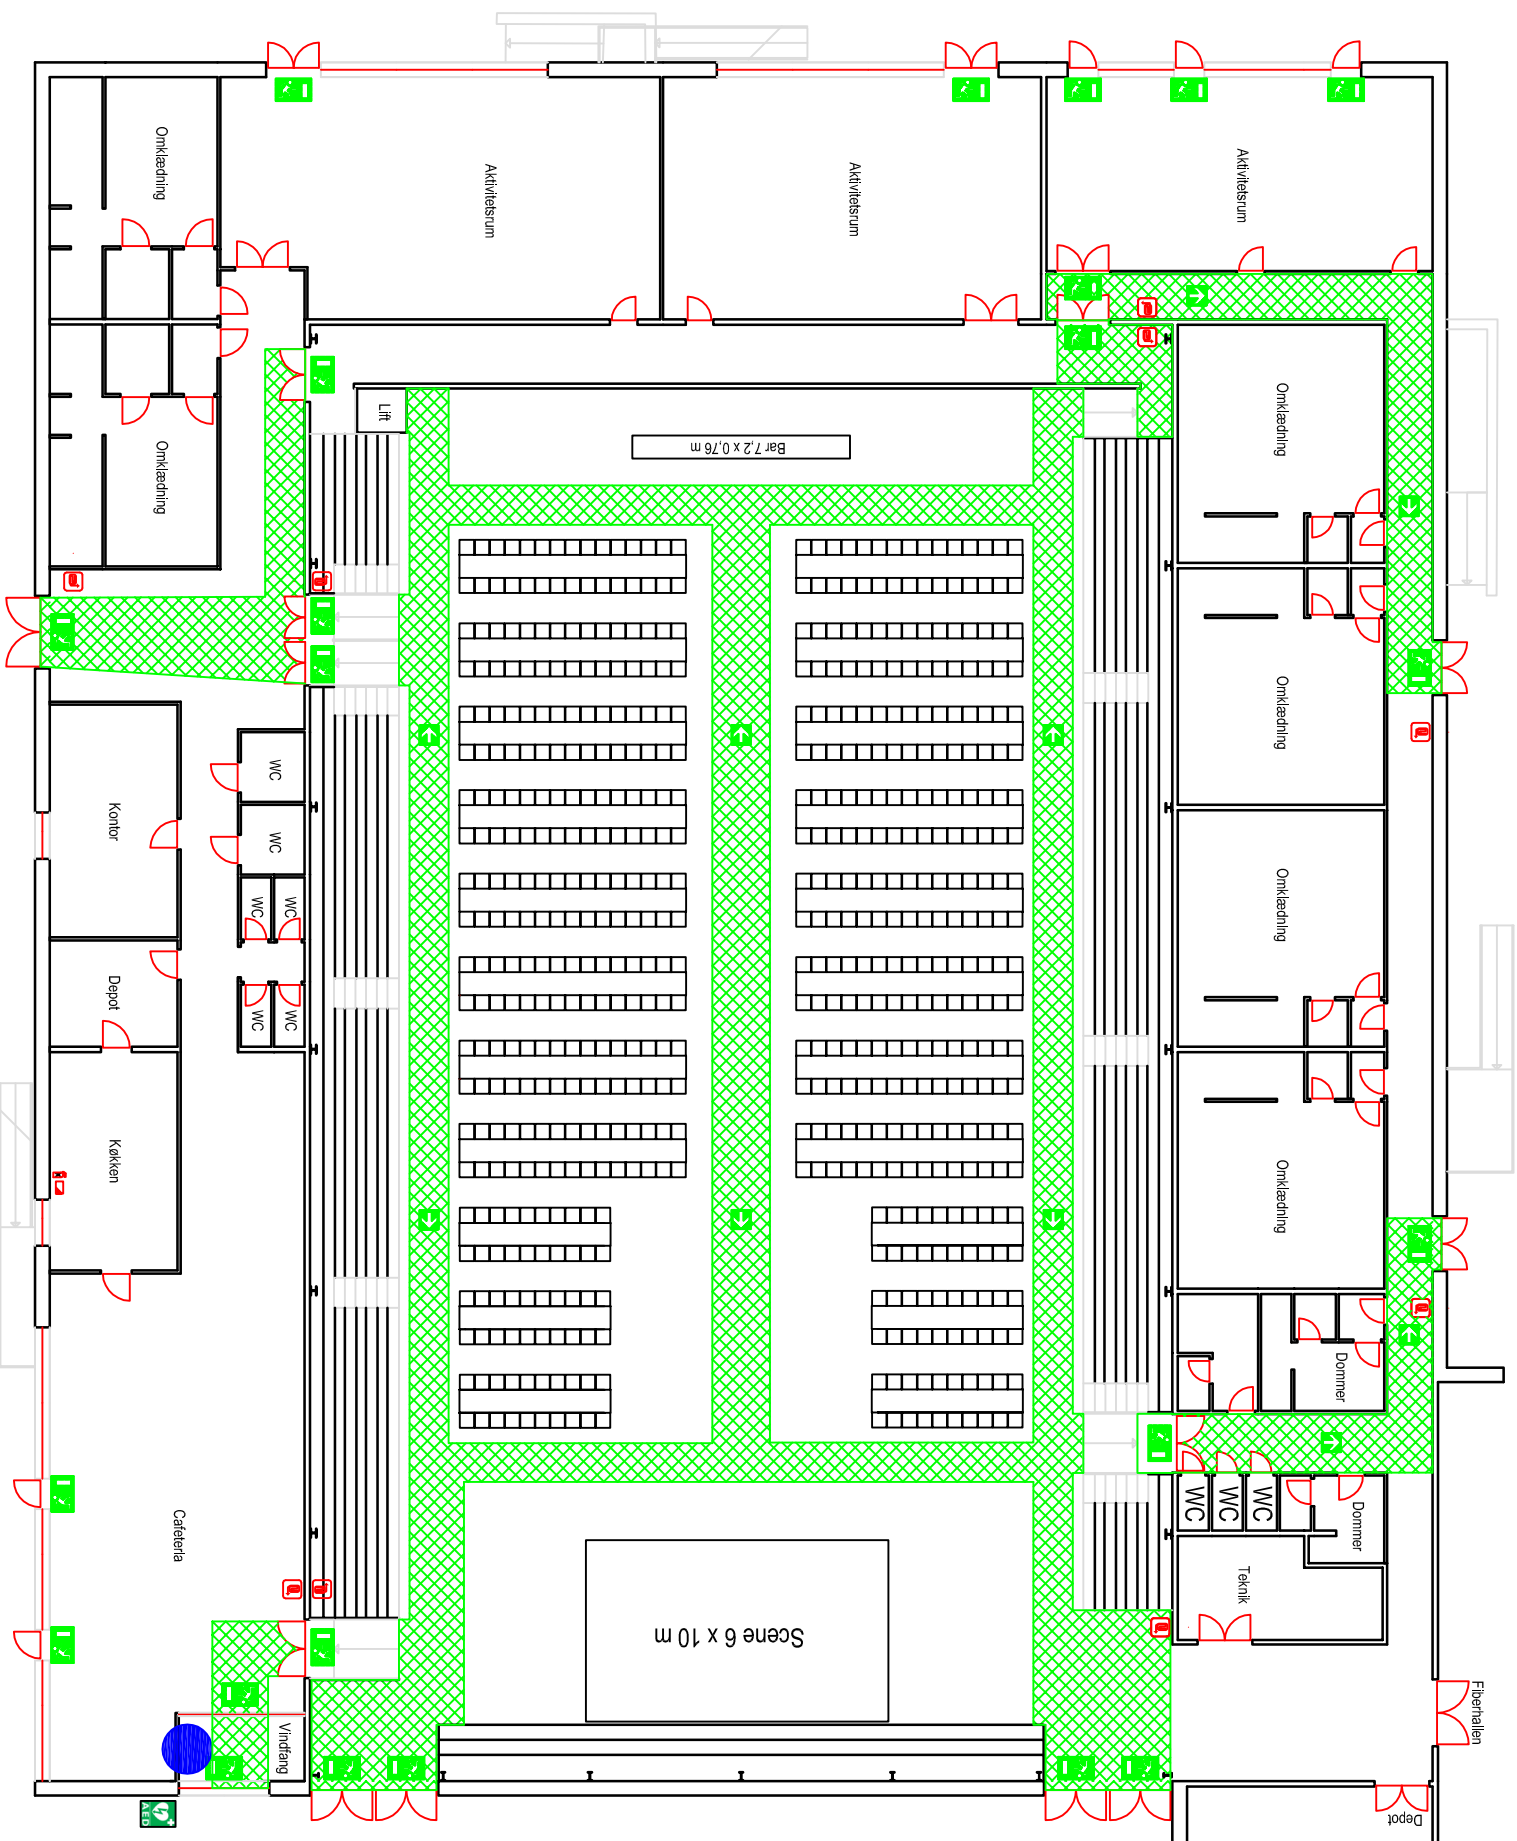 Omklædning
Aktivitetsrum
Aktivitetsrum
Aktivitetsrum
Lift
Bar 7,2 x 0,76 m
Omklædning
Omklædning
Omklædning
Omklædning
Omklædning
WC
WC
WC
WC
WC
WC
Kontor
Depot
Køkken
Dommer
Dommer
WC
WC
WC
Teknik
Cafeteria
Scene 6 x 10 m
Vindfang
Fiberhallen
Depot
AED